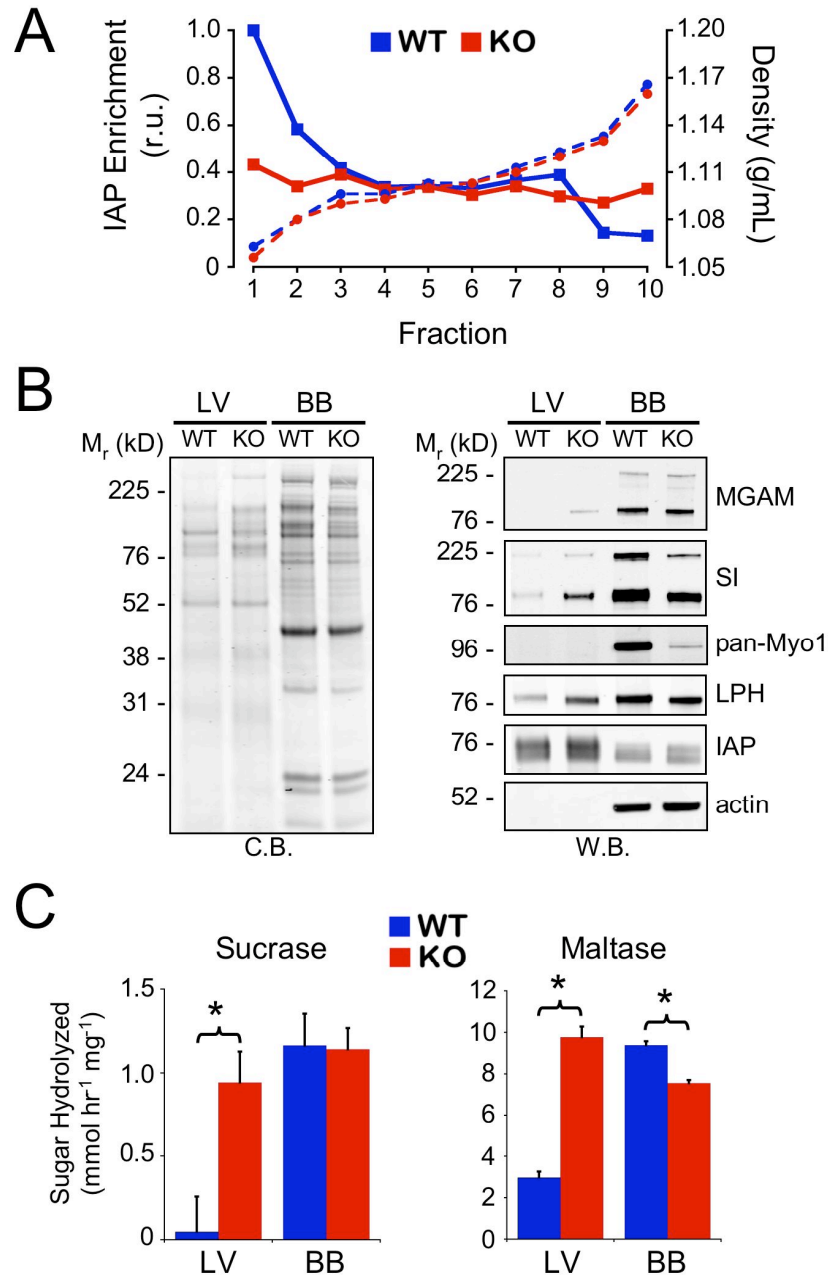 A
WT KO
IAP Enrichment
(r.u.)
1.0
0.8
0.6
0.4
0.2
0
1.20
1.17
1.14
1.11
1.08
1.05
Density (g/mL)
1 2 3 4 5 6 7 8 9 10
Fraction
B
LV BB
Mr (kD) WT KO WT KO
225 -
76 -
52 -
38 -
31 -
24 -
C.B.
LV BB
Mr (kD) WT KO WT KO
225 -
76 -
MGAM
225 -
76 -
SI
96 -
pan-Myo1
76 -
LPH
76 -
IAP
52 -
actin
W.B.
C
WT
KO
Sucrase
Sugar Hydrolyzed
(mmol hr-1 mg-1)
1.5
1.0
0.5
0
*
LV BB
Maltase
12
10
8
6
4
2
0
* *
LV BB